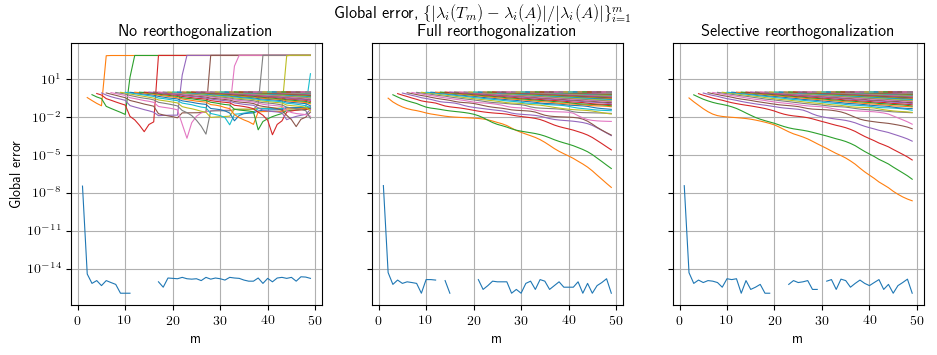 Global error, {|λ_i(T_m) − λ_i(A)|/|λ_i(A)|}_{i=1}^m
No reorthogonalization
Full reorthogonalization
Selective reorthogonalization
Global error
10^1
10^−2
10^−5
10^−8
10^−11
10^−14
0 10 20 30 40 50
0 10 20 30 40 50
0 10 20 30 40 50
m
m
m